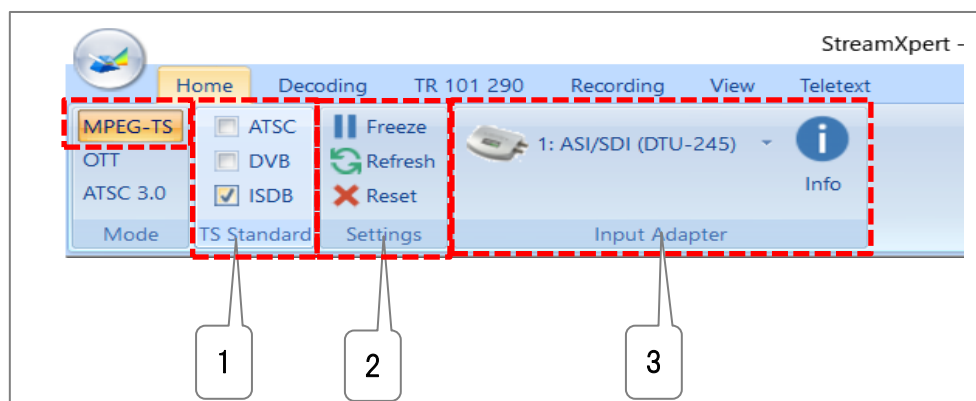 StreamXpert -
Home Decoding TR 101 290 Recording View Teletext
MPEG-TS
OTT
ATSC 3.0
Mode
ATSC
DVB
ISDB
TS Standard
Freeze
Refresh
Reset
Settings
1: ASI/SDI (DTU-245)
Info
Input Adapter
1
2
3